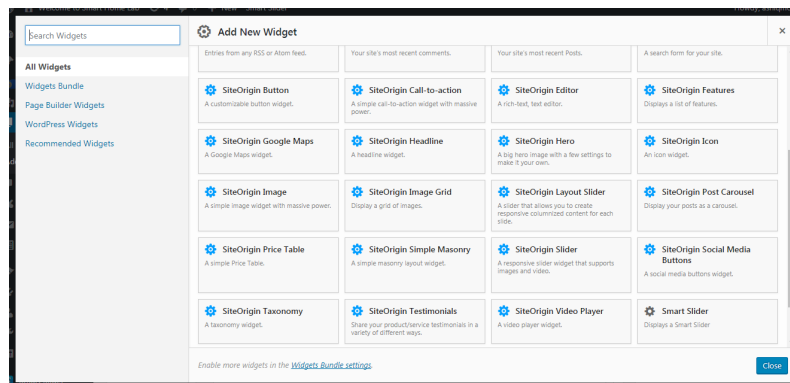 Welcome to Smart Home Lab
New
Smart Slider
Howdy,
Search Widgets
Add New Widget
All Widgets
Widgets Bundle
Page Builder Widgets
WordPress Widgets
Recommended Widgets
Entries from any RSS or Atom feed.
Your site's most recent comments.
Your site's most recent Posts.
A search form for your site.
SiteOrigin Button
A customizable button widget.
SiteOrigin Call-to-action
A simple call-to-action widget with massive
power.
SiteOrigin Editor
A rich-text, text editor.
SiteOrigin Features
Displays a list of features.
SiteOrigin Google Maps
A Google Maps widget.
SiteOrigin Headline
A headline widget.
SiteOrigin Hero
A big hero image with a few settings to
make it your own.
SiteOrigin Icon
An icon widget.
SiteOrigin Image
A simple image widget with massive power.
SiteOrigin Image Grid
Display a grid of images.
SiteOrigin Layout Slider
A slider that allows you to create
responsive columnized content for each
slide.
SiteOrigin Post Carousel
Display your posts as a carousel.
SiteOrigin Price Table
A simple Price Table.
SiteOrigin Simple Masonry
A simple masonry layout widget.
SiteOrigin Slider
A responsive slider widget that supports
images and video.
SiteOrigin Social Media
Buttons
A social media buttons widget.
SiteOrigin Taxonomy
A taxonomy widget.
SiteOrigin Testimonials
Share your product/service testimonials in a
variety of different ways.
SiteOrigin Video Player
A video player widget.
Smart Slider
Displays a Smart Slider
Enable more widgets in the Widgets Bundle settings.
Close